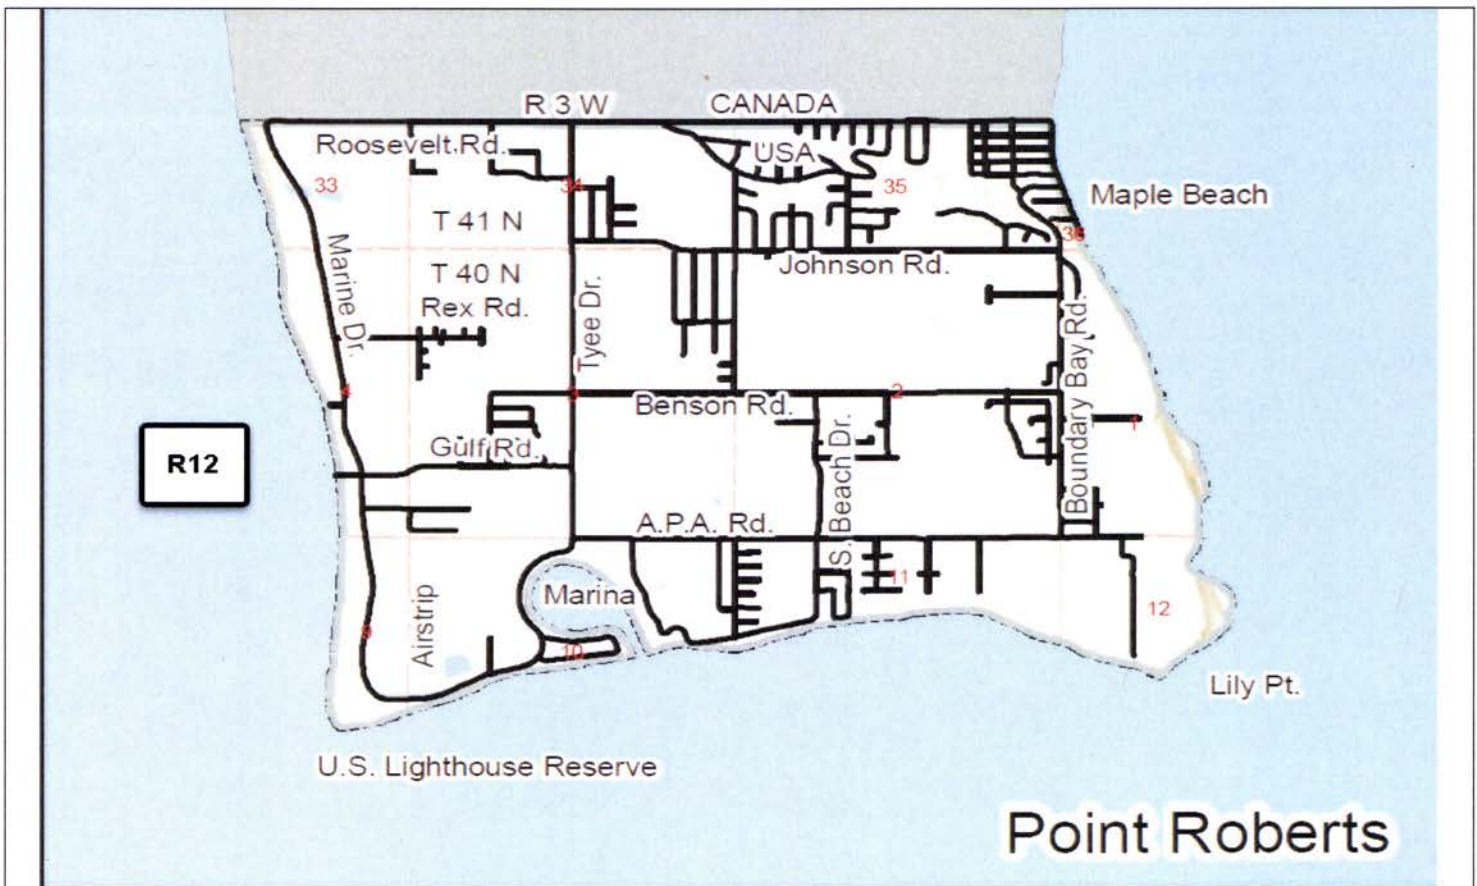 R 3 W
CANADA
Roosevelt Rd.
USA
33
34
35
Maple Beach
T 41 N
36
Johnson Rd.
T 40 N
Marine Dr.
Rex Rd.
Tyee Dr.
Boundary Bay Rd.
4
3
2
Benson Rd.
1
S. Beach Dr.
Gulf Rd.
R12
A.P.A. Rd.
11
Marina
12
Airstrip
9
10
Lily Pt.
U.S. Lighthouse Reserve
Point Roberts